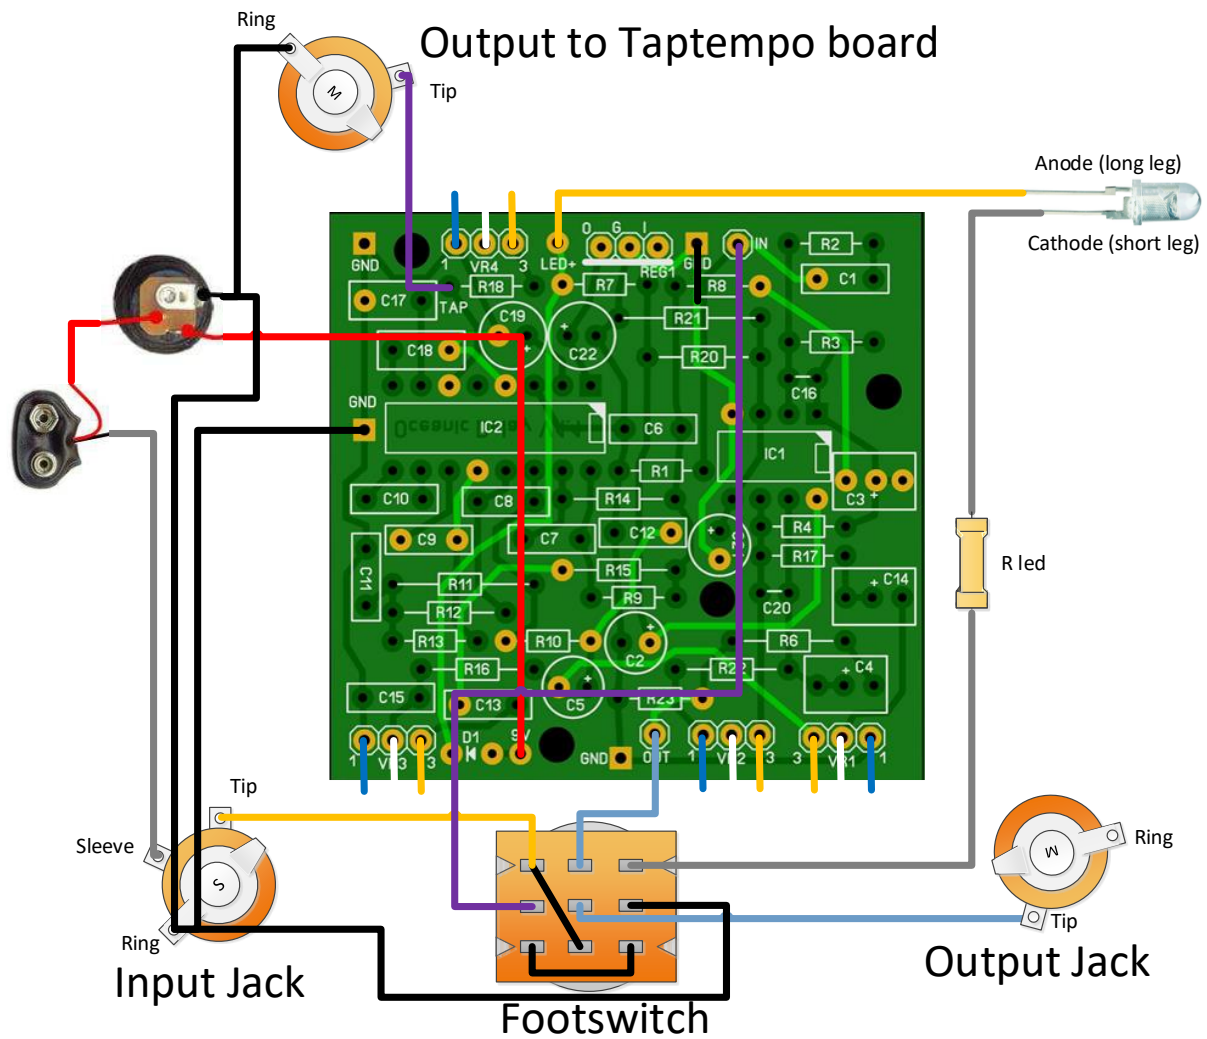 Ring
Output to Taptempo board
M
Tip
Anode (long leg)
Cathode (short leg)
GND
1
VR4
3
LED+
O
G
I
REG1
GND
IN
R2
C17
TAP
R18
R7
R8
C1
C19
+
+
C22
R21
R20
R3
C18
C16
GND
IC2
C6
IC1
R1
C10
C8
R14
C3
+
C9
C7
C12
+
R4
R17
C11
R11
R15
R9
C20
+
C14
R12
R13
R10
+
C2
R6
R16
R22
+
C4
C15
C13
C5
+
R23
D1
9V
1
VR3
3
GND
OUT
1
VR2
3
3
VR1
1
R led
Tip
Sleeve
S
Ring
Input Jack
Footswitch
M
Ring
Tip
Output Jack